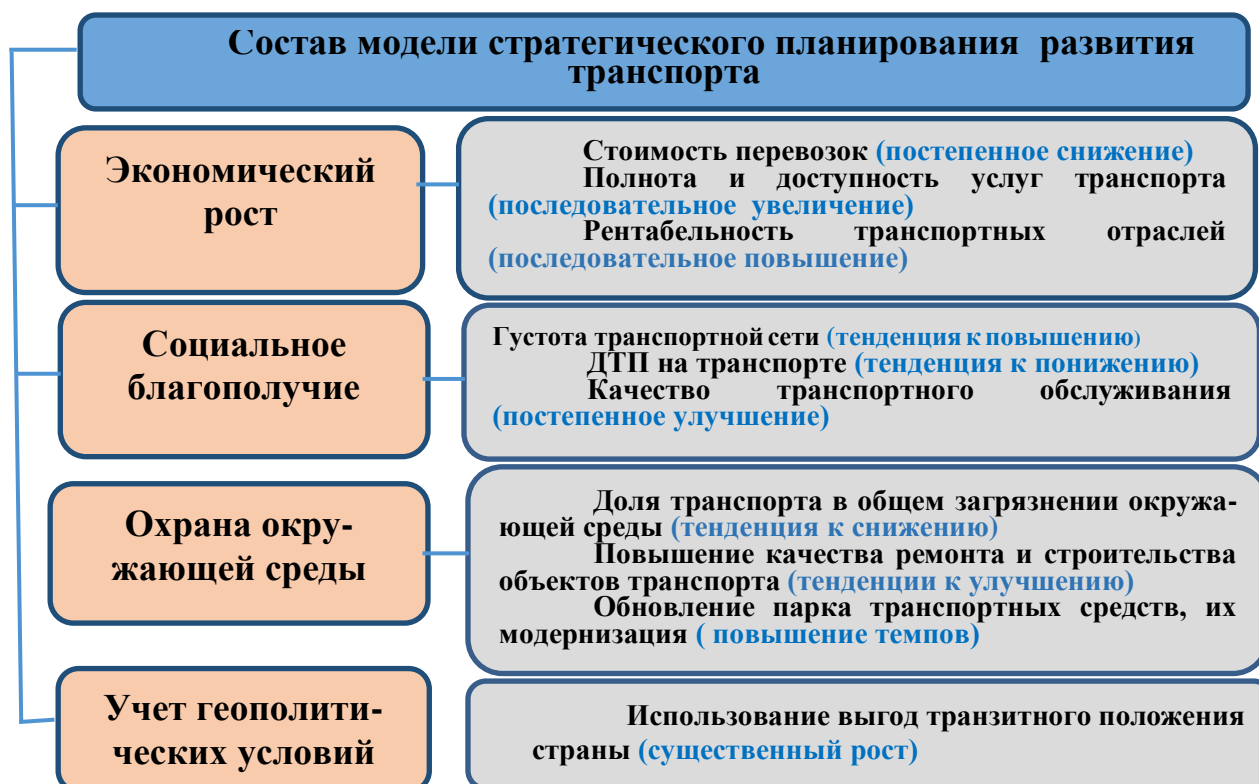 Состав модели стратегического планирования развития
транспорта
Экономический
рост
Стоимость перевозок (постепенное снижение)
Полнота и доступность услуг транспорта
(последовательное увеличение)
Рентабельность транспортных отраслей
(последовательное повышение)
Социальное
благополучие
Густота транспортной сети (тенденция к повышению)
ДТП на транспорте (тенденция к понижению)
Качество транспортного обслуживания
(постепенное улучшение)
Охрана окру-
жающей среды
Доля транспорта в общем загрязнении окружа-
ющей среды (тенденция к снижению)
Повышение качества ремонта и строительства
объектов транспорта (тенденции к улучшению)
Обновление парка транспортных средств, их
модернизация ( повышение темпов)
Учет геополити-
ческих условий
Использование выгод транзитного положения
страны (существенный рост)